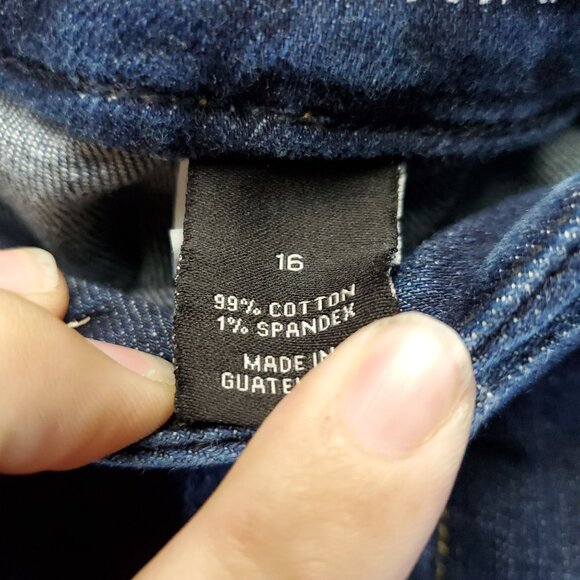 16
99% COTTON
1% SPANDEX
MADE IN